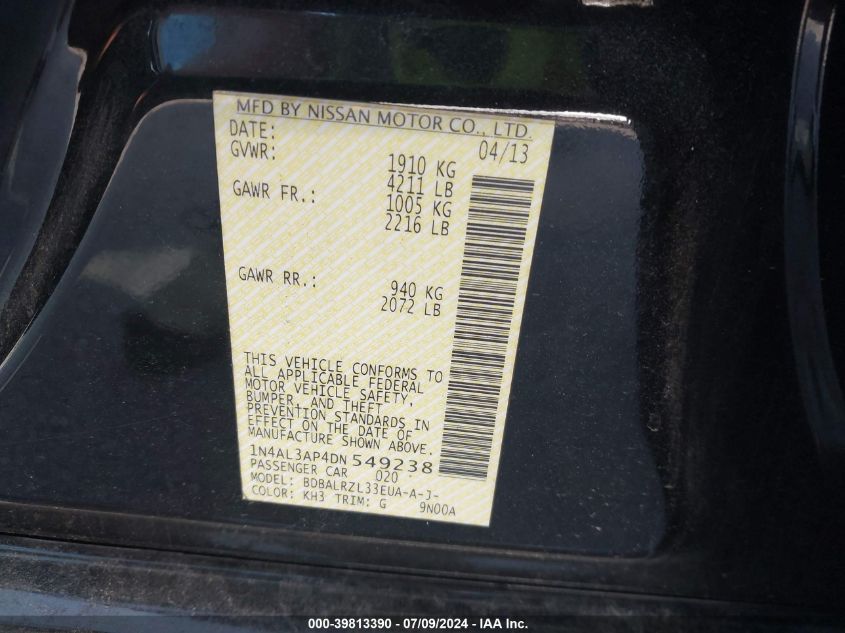 MFD BY NISSAN MOTOR CO., LTD.
DATE: 04/13
GVWR: 1910 KG
4211 LB
GAWR FR.: 1005 KG
2216 LB
GAWR RR.: 940 KG
2072 LB
THIS VEHICLE CONFORMS TO
ALL APPLICABLE FEDERAL
MOTOR VEHICLE SAFETY,
BUMPER, AND THEFT
PREVENTION STANDARDS IN
EFFECT ON THE DATE OF
MANUFACTURE SHOWN ABOVE.
1N4AL3AP4DN 549238
PASSENGER CAR 020
MODEL: BDBALRZL33EUA-A-J-
COLOR: KH3 TRIM: G 9N00A
000-39813390 - 07/09/2024 - IAA Inc.